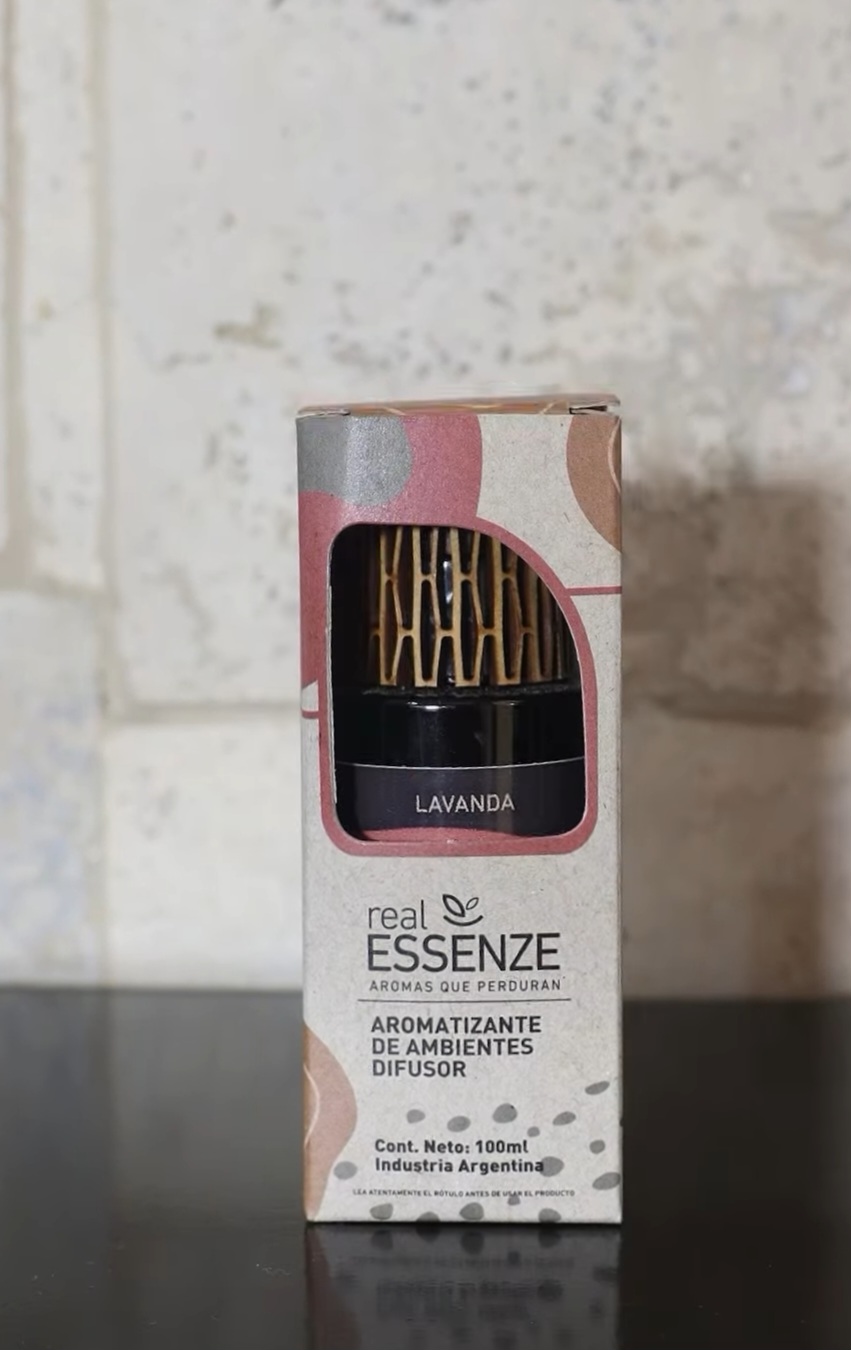 LAVANDA
real
ESSENZE
AROMAS QUE PERDURAN
AROMATIZANTE
DE AMBIENTES
DIFUSOR
Cont. Neto: 100ml
Industria Argentina
LEA ATENTAMENTE EL RÓTULO ANTES DE USAR EL PRODUCTO